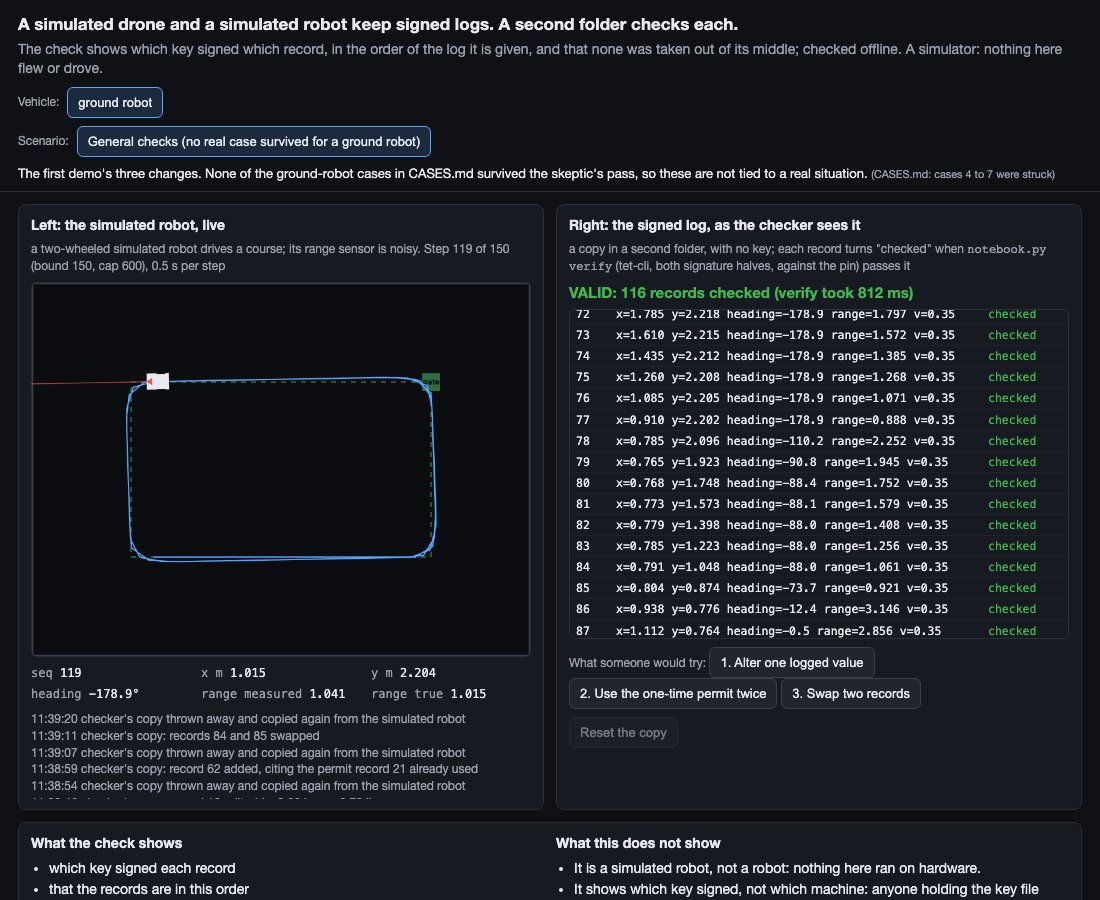 A simulated drone and a simulated robot keep signed logs. A second folder checks each.
The check shows which key signed which record, in the order of the log it is given, and that none was taken out of its middle; checked offline. A simulator: nothing here
flew or drove.
Vehicle: ground robot
Scenario: General checks (no real case survived for a ground robot)
The first demo's three changes. None of the ground-robot cases in CASES.md survived the skeptic's pass, so these are not tied to a real situation. (CASES.md: cases 4 to 7 were struck)
Left: the simulated robot, live
a two-wheeled simulated robot drives a course; its range sensor is noisy. Step 119 of 150
(bound 150, cap 600), 0.5 s per step
gate
seq 119 x m 1.015 y m 2.204
heading −178.9° range measured 1.041 range true 1.015
11:39:20 checker's copy thrown away and copied again from the simulated robot
11:39:11 checker's copy: records 84 and 85 swapped
11:39:07 checker's copy thrown away and copied again from the simulated robot
11:38:59 checker's copy: record 62 added, citing the permit record 21 already used
11:38:54 checker's copy thrown away and copied again from the simulated robot
Right: the signed log, as the checker sees it
a copy in a second folder, with no key; each record turns "checked" when notebook.py
verify (tet-cli, both signature halves, against the pin) passes it
VALID: 116 records checked (verify took 812 ms)
72 x=1.785 y=2.218 heading=−178.9 range=1.797 v=0.35 checked
73 x=1.610 y=2.215 heading=−178.9 range=1.572 v=0.35 checked
74 x=1.435 y=2.212 heading=−178.9 range=1.385 v=0.35 checked
75 x=1.260 y=2.208 heading=−178.9 range=1.268 v=0.35 checked
76 x=1.085 y=2.205 heading=−178.9 range=1.071 v=0.35 checked
77 x=0.910 y=2.202 heading=−178.9 range=0.888 v=0.35 checked
78 x=0.785 y=2.096 heading=−110.2 range=2.252 v=0.35 checked
79 x=0.765 y=1.923 heading=−90.8 range=1.945 v=0.35 checked
80 x=0.768 y=1.748 heading=−88.4 range=1.752 v=0.35 checked
81 x=0.773 y=1.573 heading=−88.1 range=1.579 v=0.35 checked
82 x=0.779 y=1.398 heading=−88.0 range=1.408 v=0.35 checked
83 x=0.785 y=1.223 heading=−88.0 range=1.256 v=0.35 checked
84 x=0.791 y=1.048 heading=−88.0 range=1.061 v=0.35 checked
85 x=0.804 y=0.874 heading=−73.7 range=0.921 v=0.35 checked
86 x=0.938 y=0.776 heading=−12.4 range=3.146 v=0.35 checked
87 x=1.112 y=0.764 heading=−0.5 range=2.856 v=0.35 checked
What someone would try: 1. Alter one logged value
2. Use the one-time permit twice 3. Swap two records
Reset the copy
What the check shows
• which key signed each record
• that the records are in this order
What this does not show
• It is a simulated robot, not a robot: nothing here ran on hardware.
• It shows which key signed, not which machine: anyone holding the key file